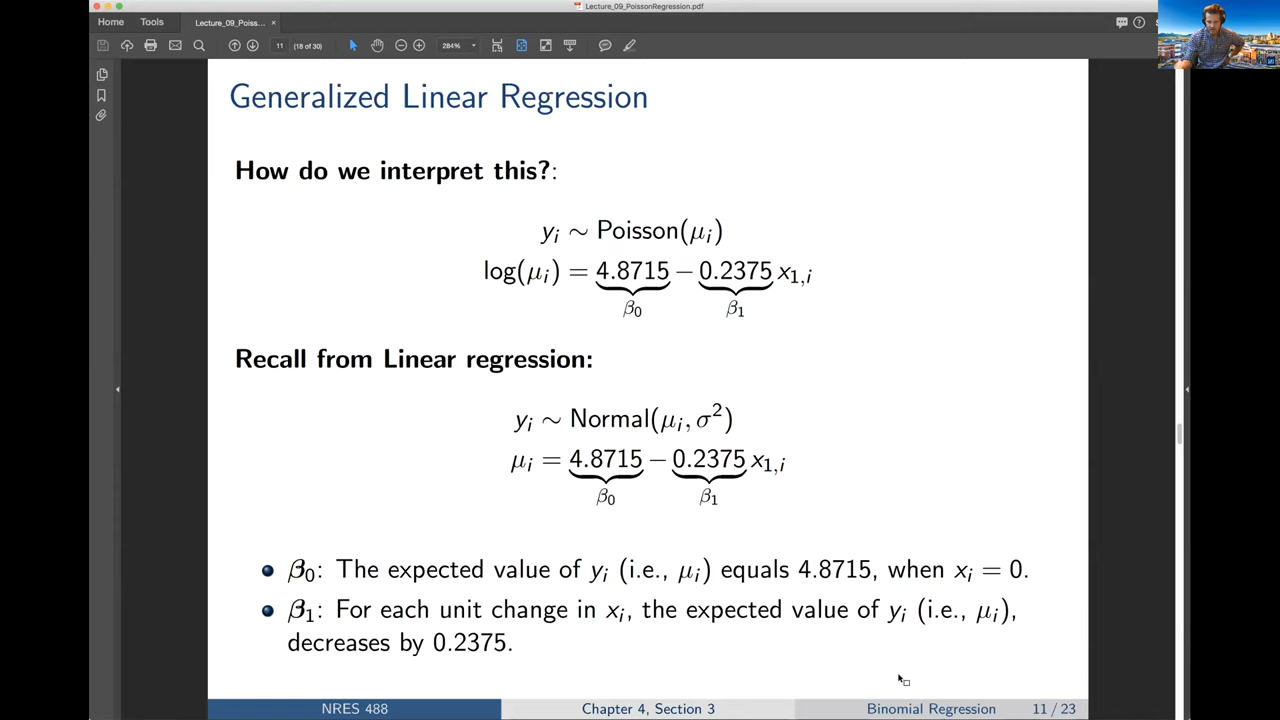 Lecture_09_PoissonRegression.pdf
Home Tools Lecture_09_Poiss... ×
11 (18 of 30) 284%
Generalized Linear Regression
How do we interpret this?:
yᵢ ∼ Poisson(μᵢ)
log(μᵢ) = 4.8715 − 0.2375 x₁,ᵢ
β₀ β₁
Recall from Linear regression:
yᵢ ∼ Normal(μᵢ, σ²)
μᵢ = 4.8715 − 0.2375 x₁,ᵢ
β₀ β₁
β₀: The expected value of yᵢ (i.e., μᵢ) equals 4.8715, when xᵢ = 0.
β₁: For each unit change in xᵢ, the expected value of yᵢ (i.e., μᵢ),
decreases by 0.2375.
NRES 488 Chapter 4, Section 3 Binomial Regression 11 / 23